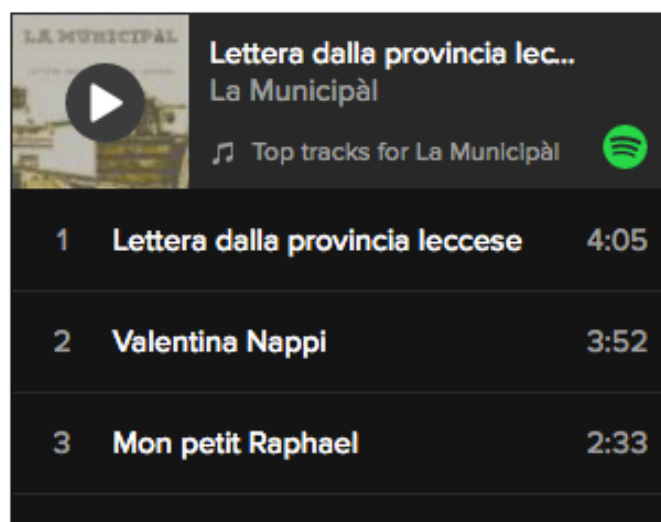 LA MUNICIPAL
Lettera dalla provincia lec...
La Municipàl
Top tracks for La Municipàl
1 Lettera dalla provincia leccese 4:05
2 Valentina Nappi 3:52
3 Mon petit Raphael 2:33